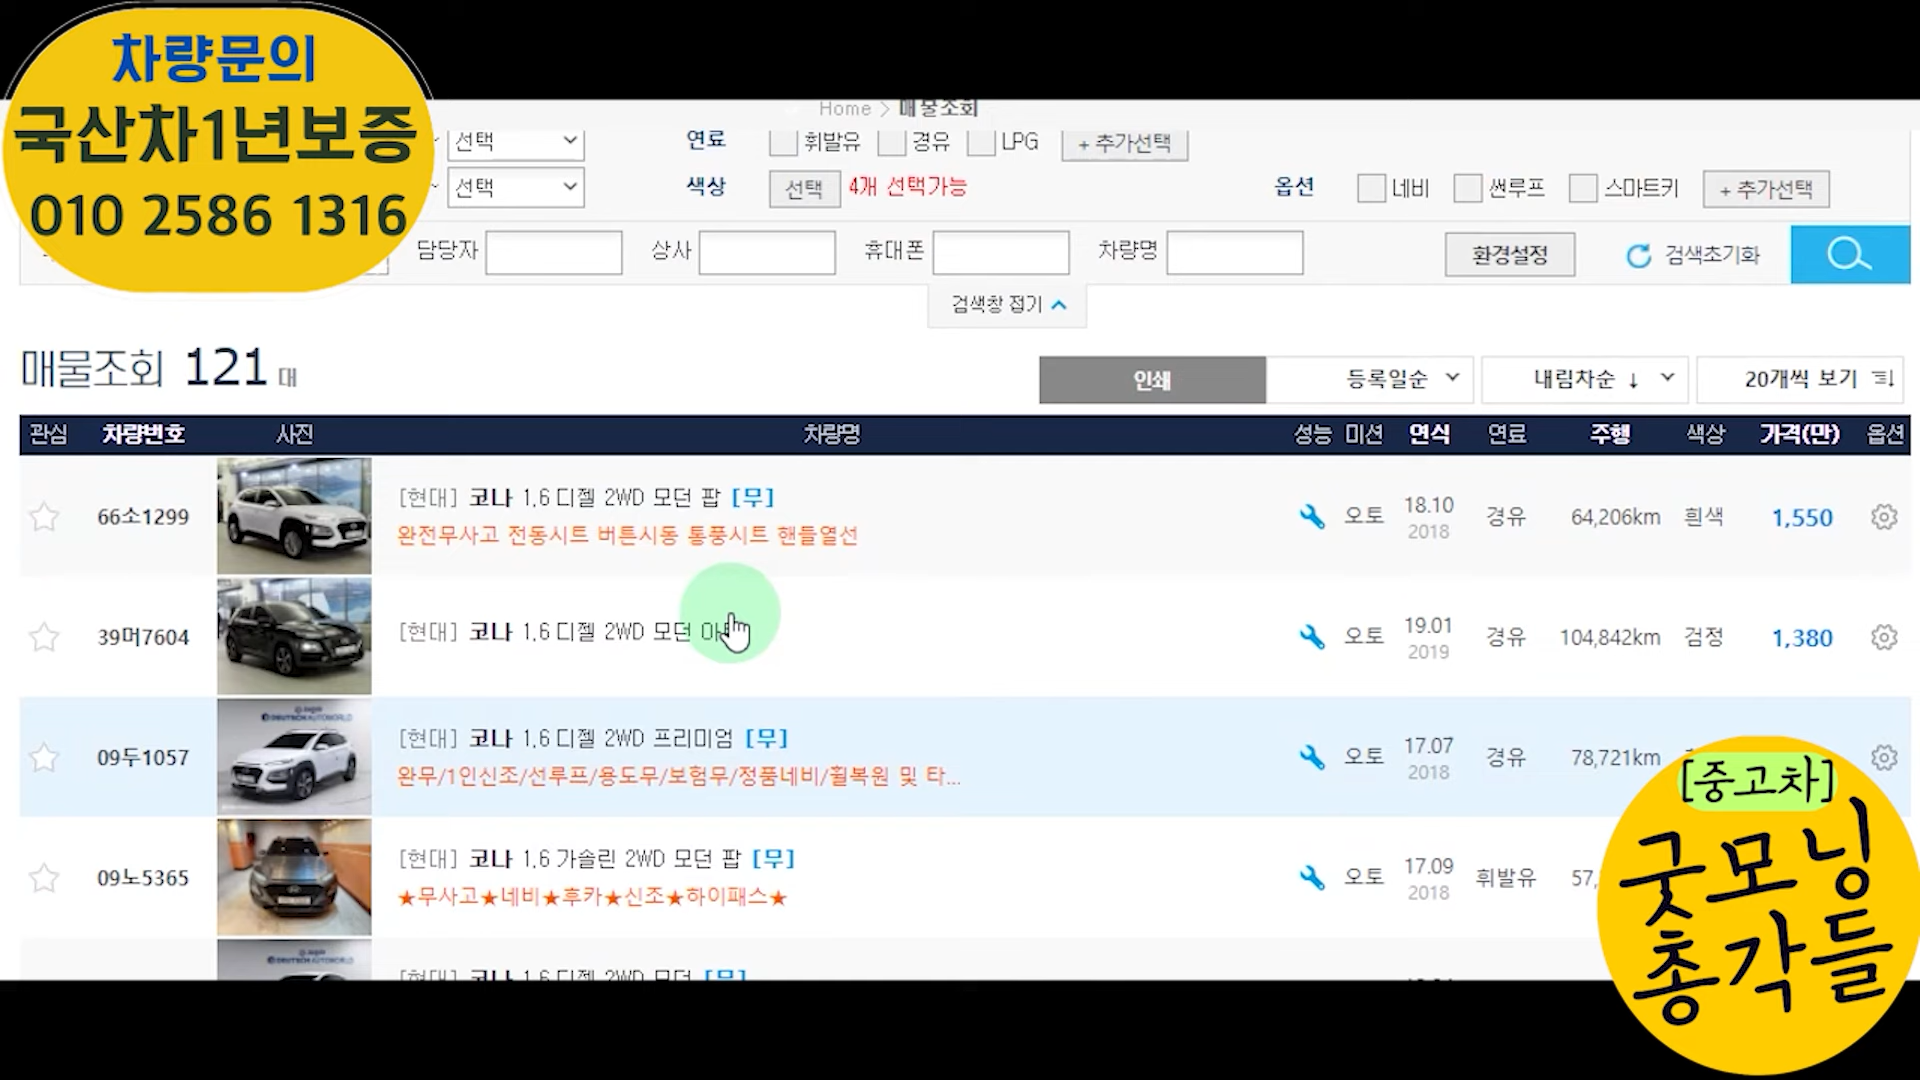 차량문의
국산차1년보증
010 2586 1316
Home > 매물조회
선택 연료 휘발유 경유 LPG + 추가선택
선택 색상 선택 4개 선택가능 옵션 네비 썬루프 스마트키 + 추가선택
담당자 상사 휴대폰 차량명 환경설정 검색초기화
검색창 접기
매물조회 121 대
인쇄 등록일순 내림차순 ↓ 20개씩 보기
관심 차량번호 사진 차량명 성능 미션 연식 연료 주행 색상 가격(만) 옵션
66소1299 [현대] 코나 1.6 디젤 2WD 모던 팝 [무] 오토 18.10 경유 64,206km 흰색 1,550
완전무사고 전동시트 버튼시동 통풍시트 핸들열선 2018
39머7604 [현대] 코나 1.6 디젤 2WD 모던 오토 19.01 경유 104,842km 검정 1,380
2019
DEUTSCH AUTOWORLD
09두1057 [현대] 코나 1.6 디젤 2WD 프리미엄 [무] 오토 17.07 경유 78,721km
완무/1인신조/선루프/용도무/보험무/정품네비/휠복원 및 타... 2018
09노5365 [현대] 코나 1.6 가솔린 2WD 모던 팝 [무] 오토 17.09 휘발유 57,
★무사고★네비★후카★신조★하이패스★ 2018
DEUTSCH AUTOWORLD
[현대] 코나 1.6 디젤 2WD 모던 [무]
[중고차]
굿모닝
총각들